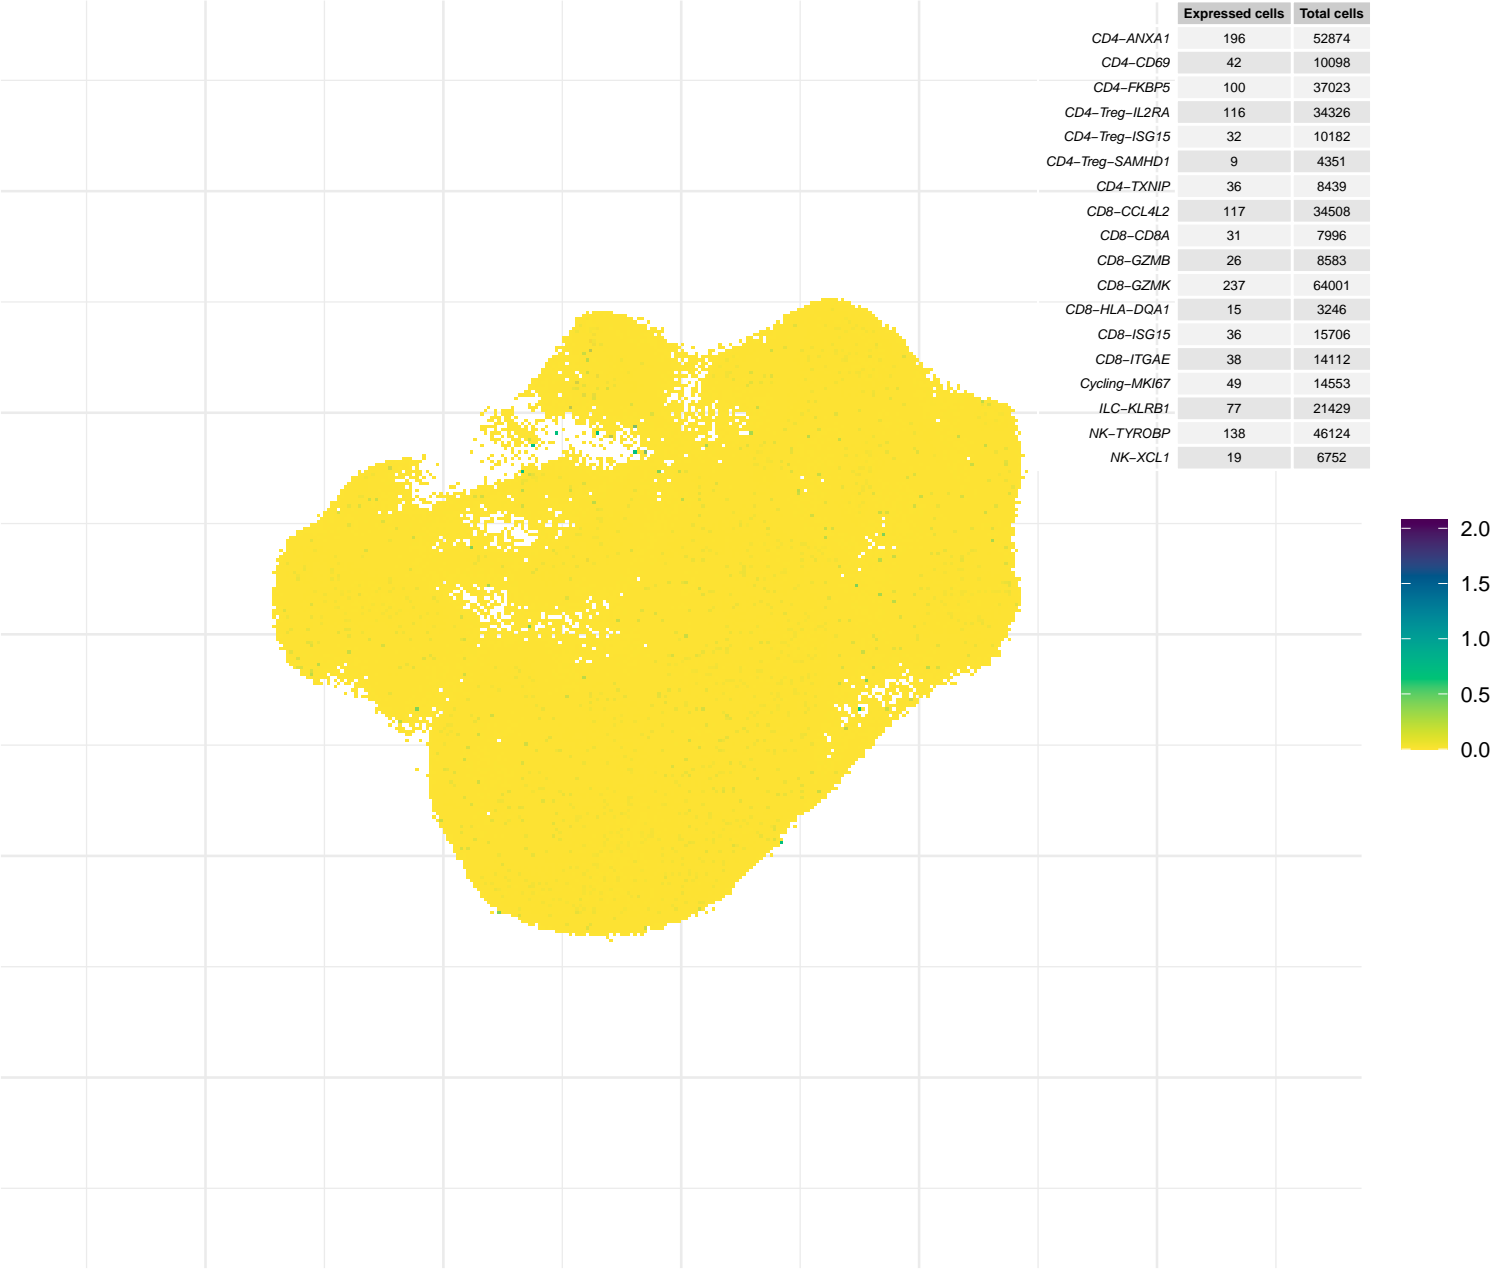 Expressed cells Total cells
CD4−ANXA1 196 52874
CD4−CD69 42 10098
CD4−FKBP5 100 37023
CD4−Treg−IL2RA 116 34326
CD4−Treg−ISG15 32 10182
CD4−Treg−SAMHD1 9 4351
CD4−TXNIP 36 8439
CD8−CCL4L2 117 34508
CD8−CD8A 31 7996
CD8−GZMB 26 8583
CD8−GZMK 237 64001
CD8−HLA−DQA1 15 3246
CD8−ISG15 36 15706
CD8−ITGAE 38 14112
Cycling−MKI67 49 14553
ILC−KLRB1 77 21429
NK−TYROBP 138 46124
NK−XCL1 19 6752
2.0
1.5
1.0
0.5
0.0